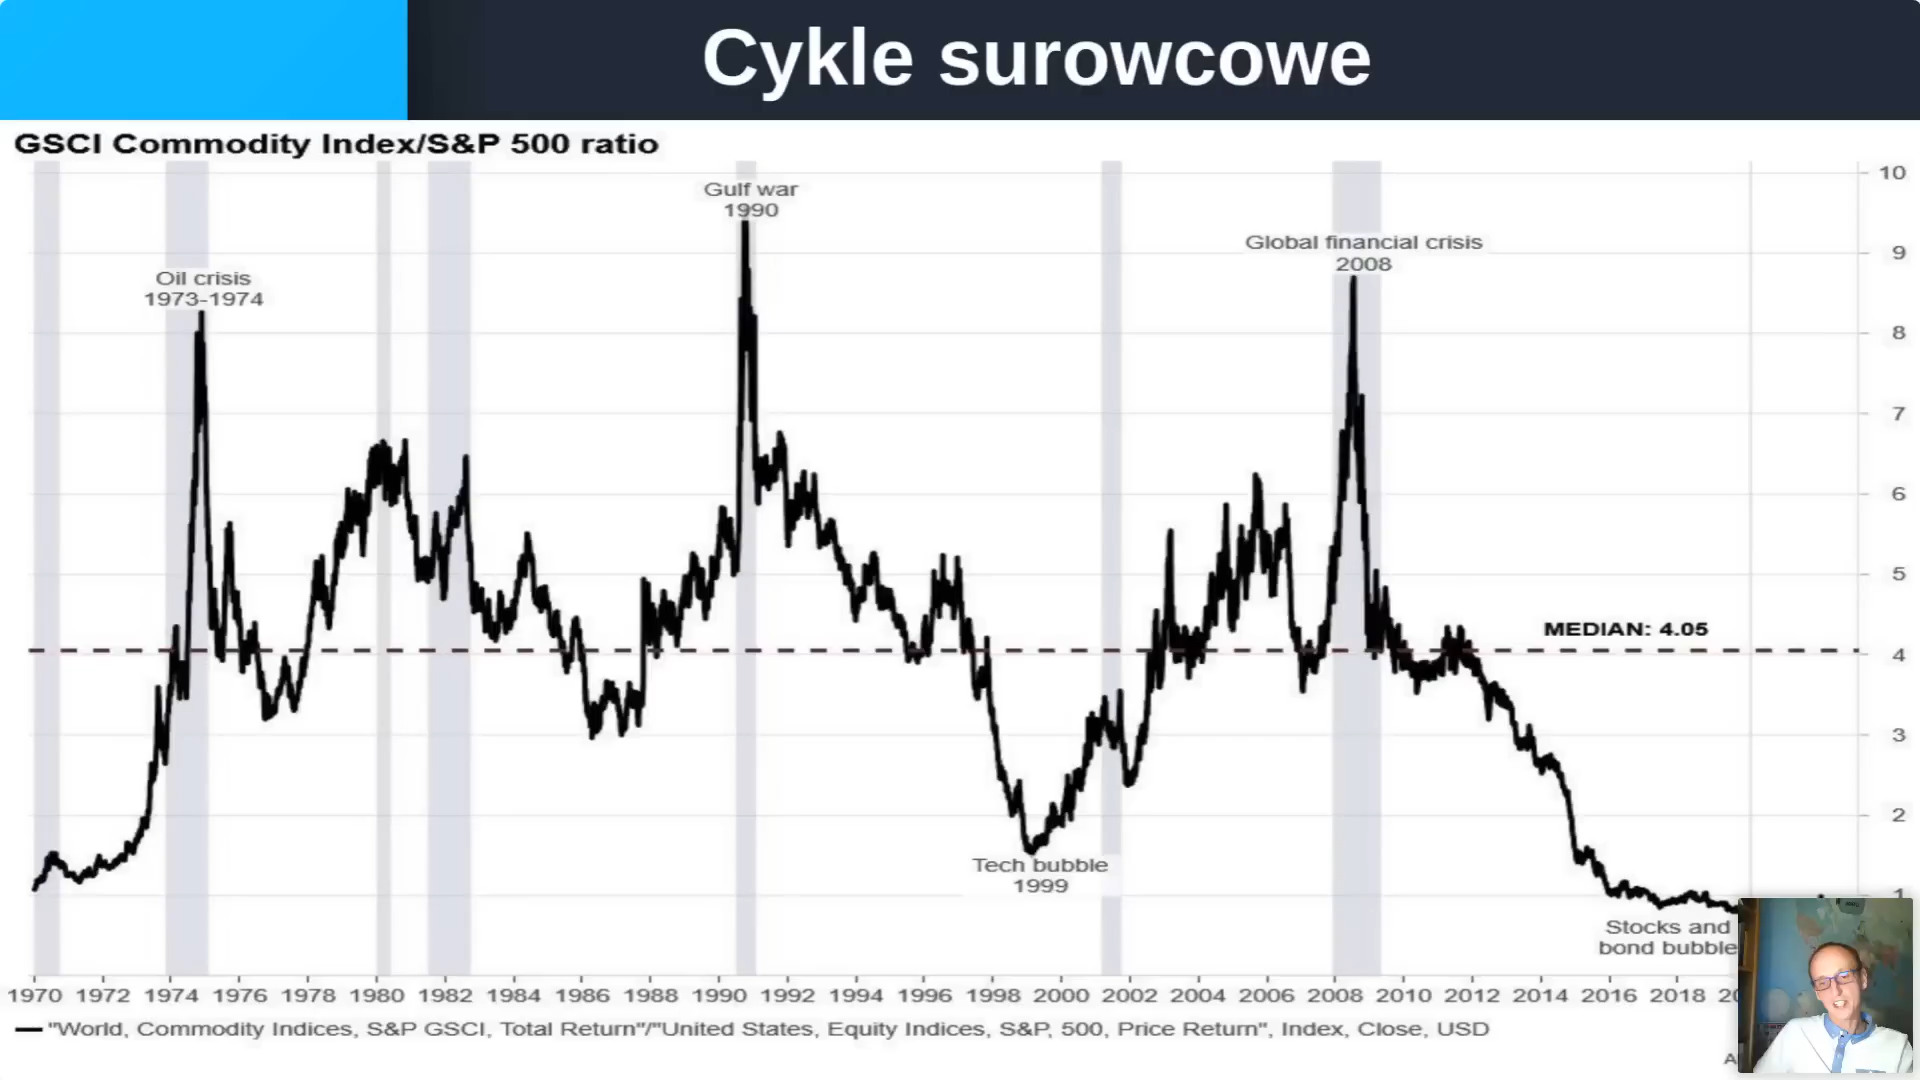 Cykle surowcowe
GSCI Commodity Index/S&P 500 ratio
10
Gulf war
1990
Global financial crisis
2008
9
Oil crisis
1973-1974
8
7
6
5
MEDIAN: 4.05
4
3
2
Tech bubble
1999
1
Stocks and
bond bubble
1970 1972 1974 1976 1978 1980 1982 1984 1986 1988 1990 1992 1994 1996 1998 2000 2002 2004 2006 2008 2010 2012 2014 2016 2018
"World, Commodity Indices, S&P GSCI, Total Return"/"United States, Equity Indices, S&P, 500, Price Return", Index, Close, USD